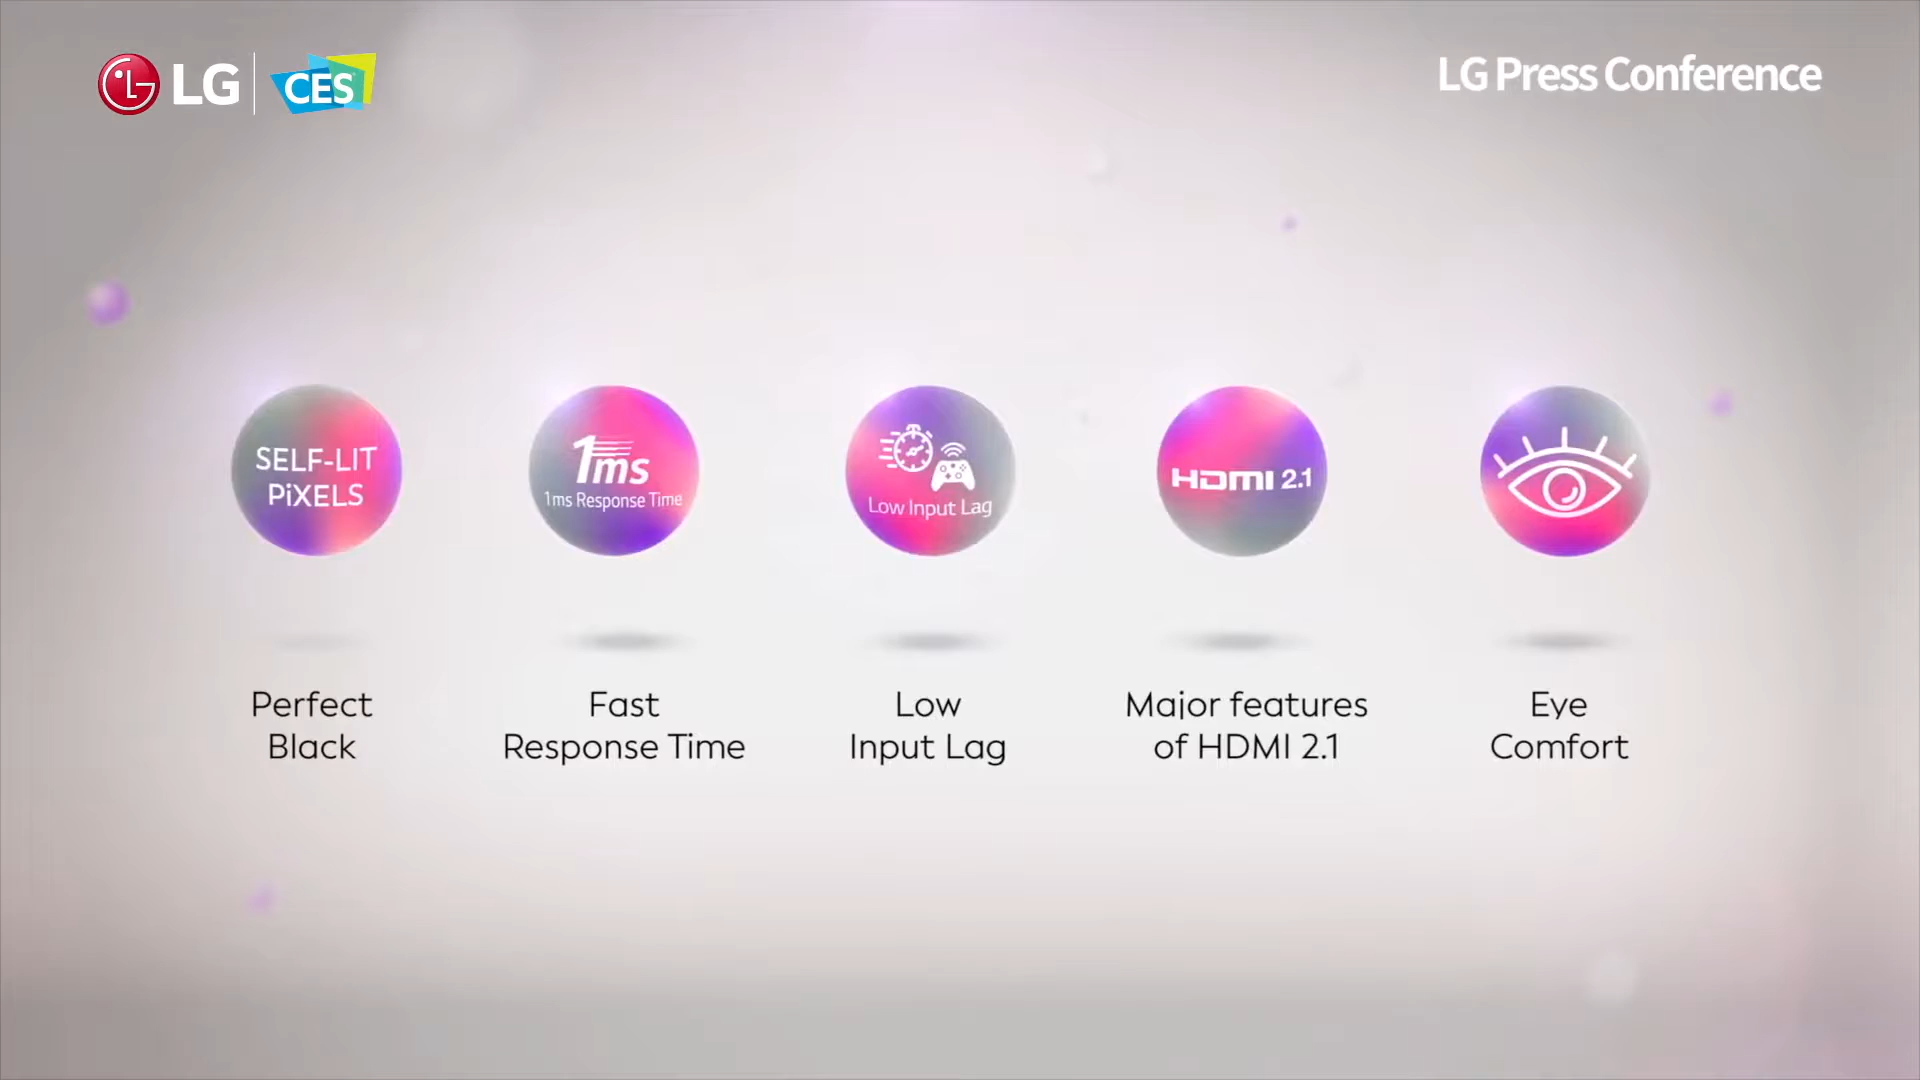 LG
CES
LG Press Conference
SELF-LIT
PiXELS
1ms
1ms Response Time
Low Input Lag
HDMI 2.1
Perfect
Black
Fast
Response Time
Low
Input Lag
Major features
of HDMI 2.1
Eye
Comfort